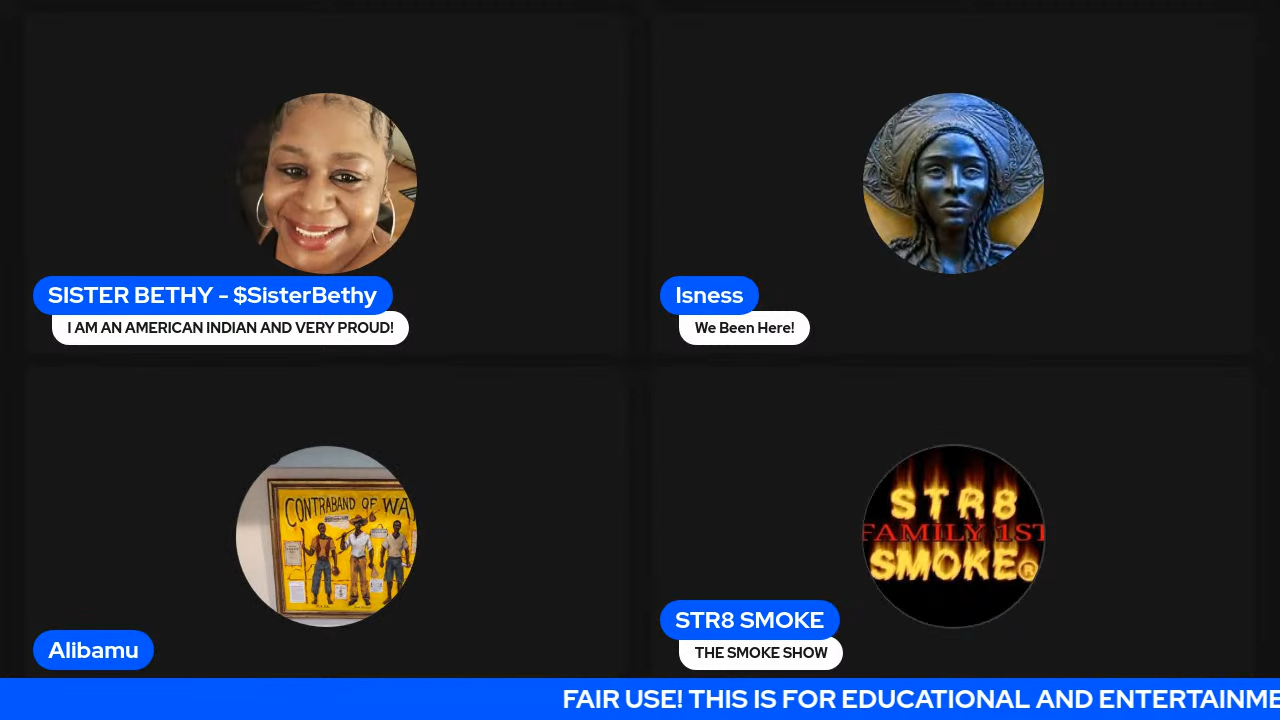 SISTER BETHY - $SisterBethy
I AM AN AMERICAN INDIAN AND VERY PROUD!
Isness
We Been Here!
CONTRABAND OF WA
Alibamu
STR8
FAMILY 1ST
SMOKE®
STR8 SMOKE
THE SMOKE SHOW
FAIR USE! THIS IS FOR EDUCATIONAL AND ENTERTAINME